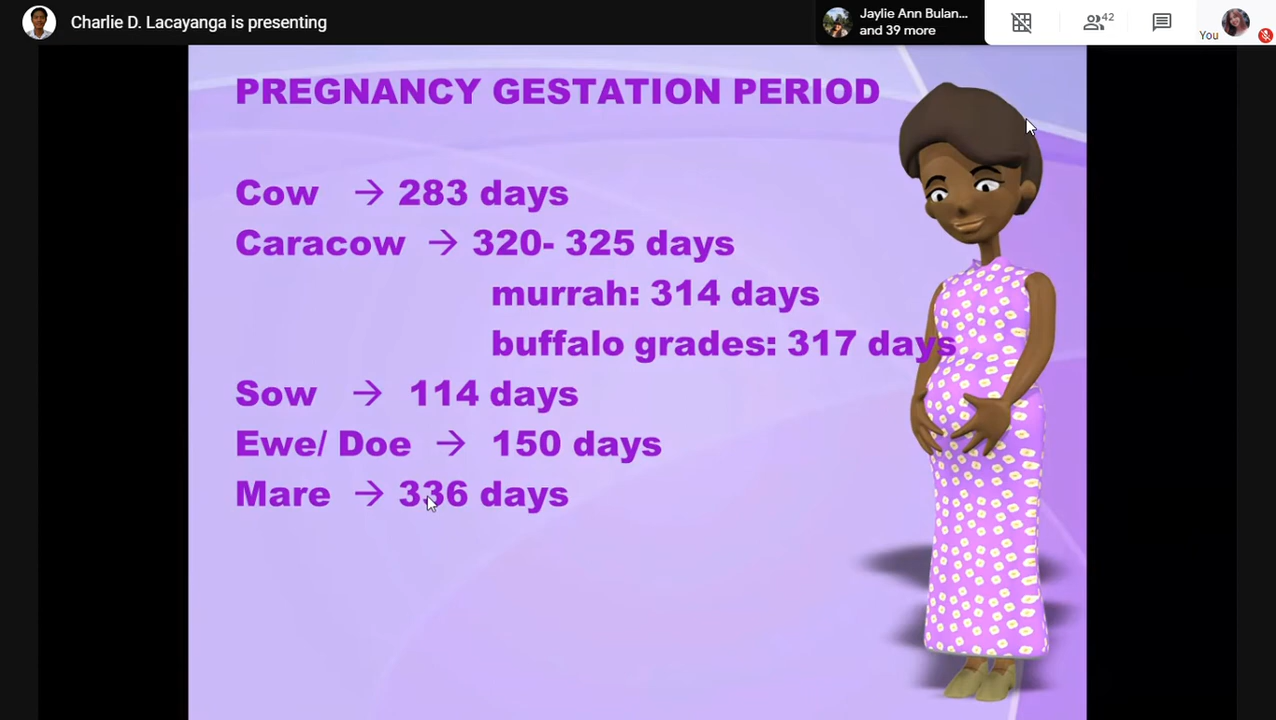 Charlie D. Lacayanga is presenting
Jaylie Ann Bulan...
and 39 more
42
You
PREGNANCY GESTATION PERIOD
Cow → 283 days
Caracow → 320- 325 days
murrah: 314 days
buffalo grades: 317 days
Sow → 114 days
Ewe/ Doe → 150 days
Mare → 336 days